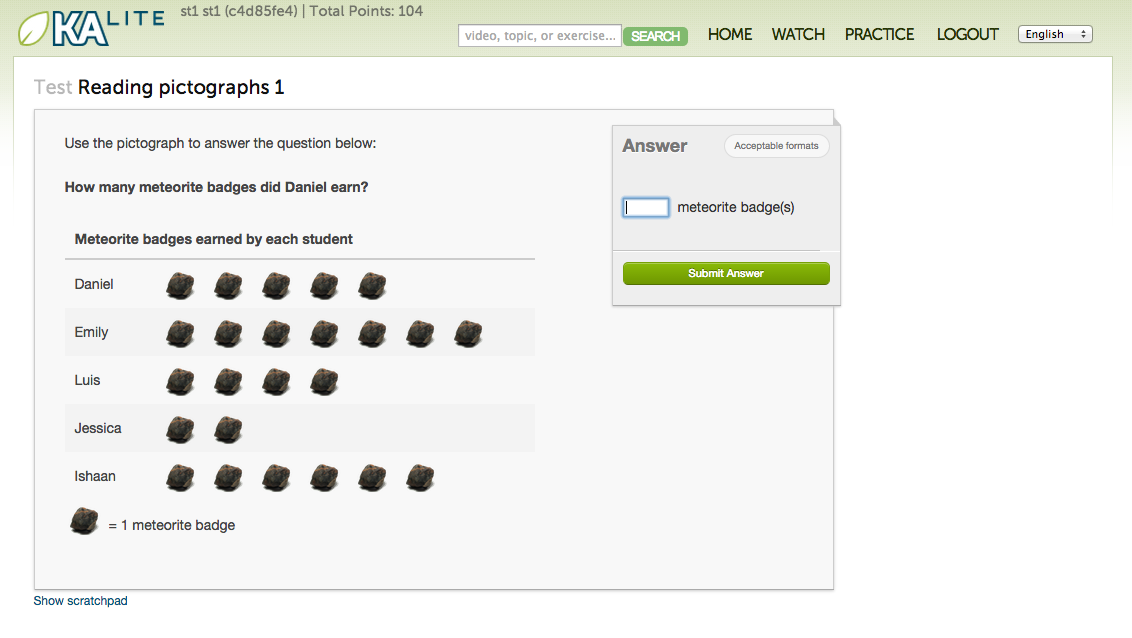 KA LITE
st1 st1 (c4d85fe4) | Total Points: 104
video, topic, or exercise...
SEARCH
HOME WATCH PRACTICE LOGOUT
English
Test Reading pictographs 1
Use the pictograph to answer the question below:
How many meteorite badges did Daniel earn?
Meteorite badges earned by each student
Daniel
Emily
Luis
Jessica
Ishaan
= 1 meteorite badge
Answer
Acceptable formats
meteorite badge(s)
Submit Answer
Show scratchpad